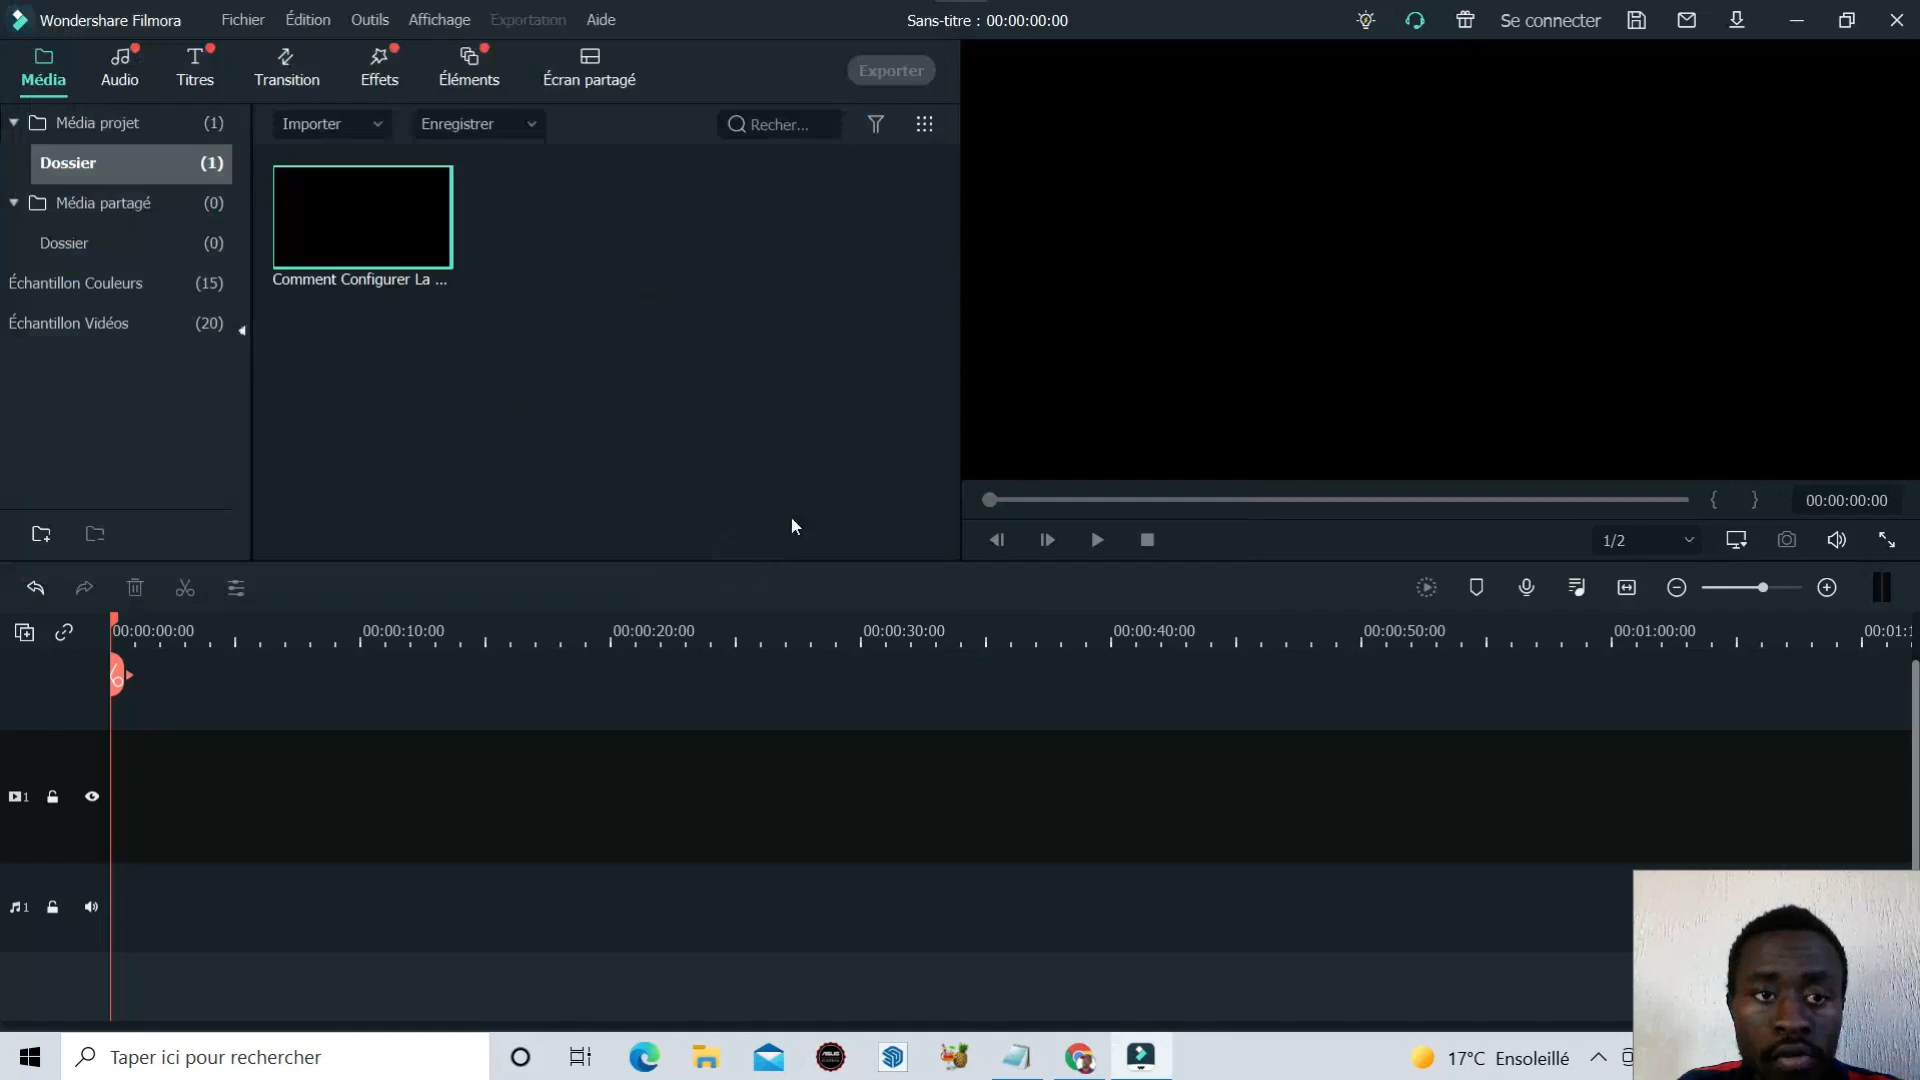 Wondershare Filmora
Fichier
Édition
Outils
Affichage
Exportation
Aide
Sans-titre : 00:00:00:00
Se connecter
Média
Audio
Titres
Transition
Effets
Éléments
Écran partagé
Exporter
Média projet (1)
Dossier (1)
Média partagé (0)
Dossier (0)
Échantillon Couleurs (15)
Échantillon Vidéos (20)
Importer
Enregistrer
Recher...
Comment Configurer La ...
{ } 00:00:00:00
1/2
00:00:00:00
00:00:10:00
00:00:20:00
00:00:30:00
00:00:40:00
00:00:50:00
00:01:00:00
00:01:1
1
1
Taper ici pour rechercher
17°C Ensoleillé